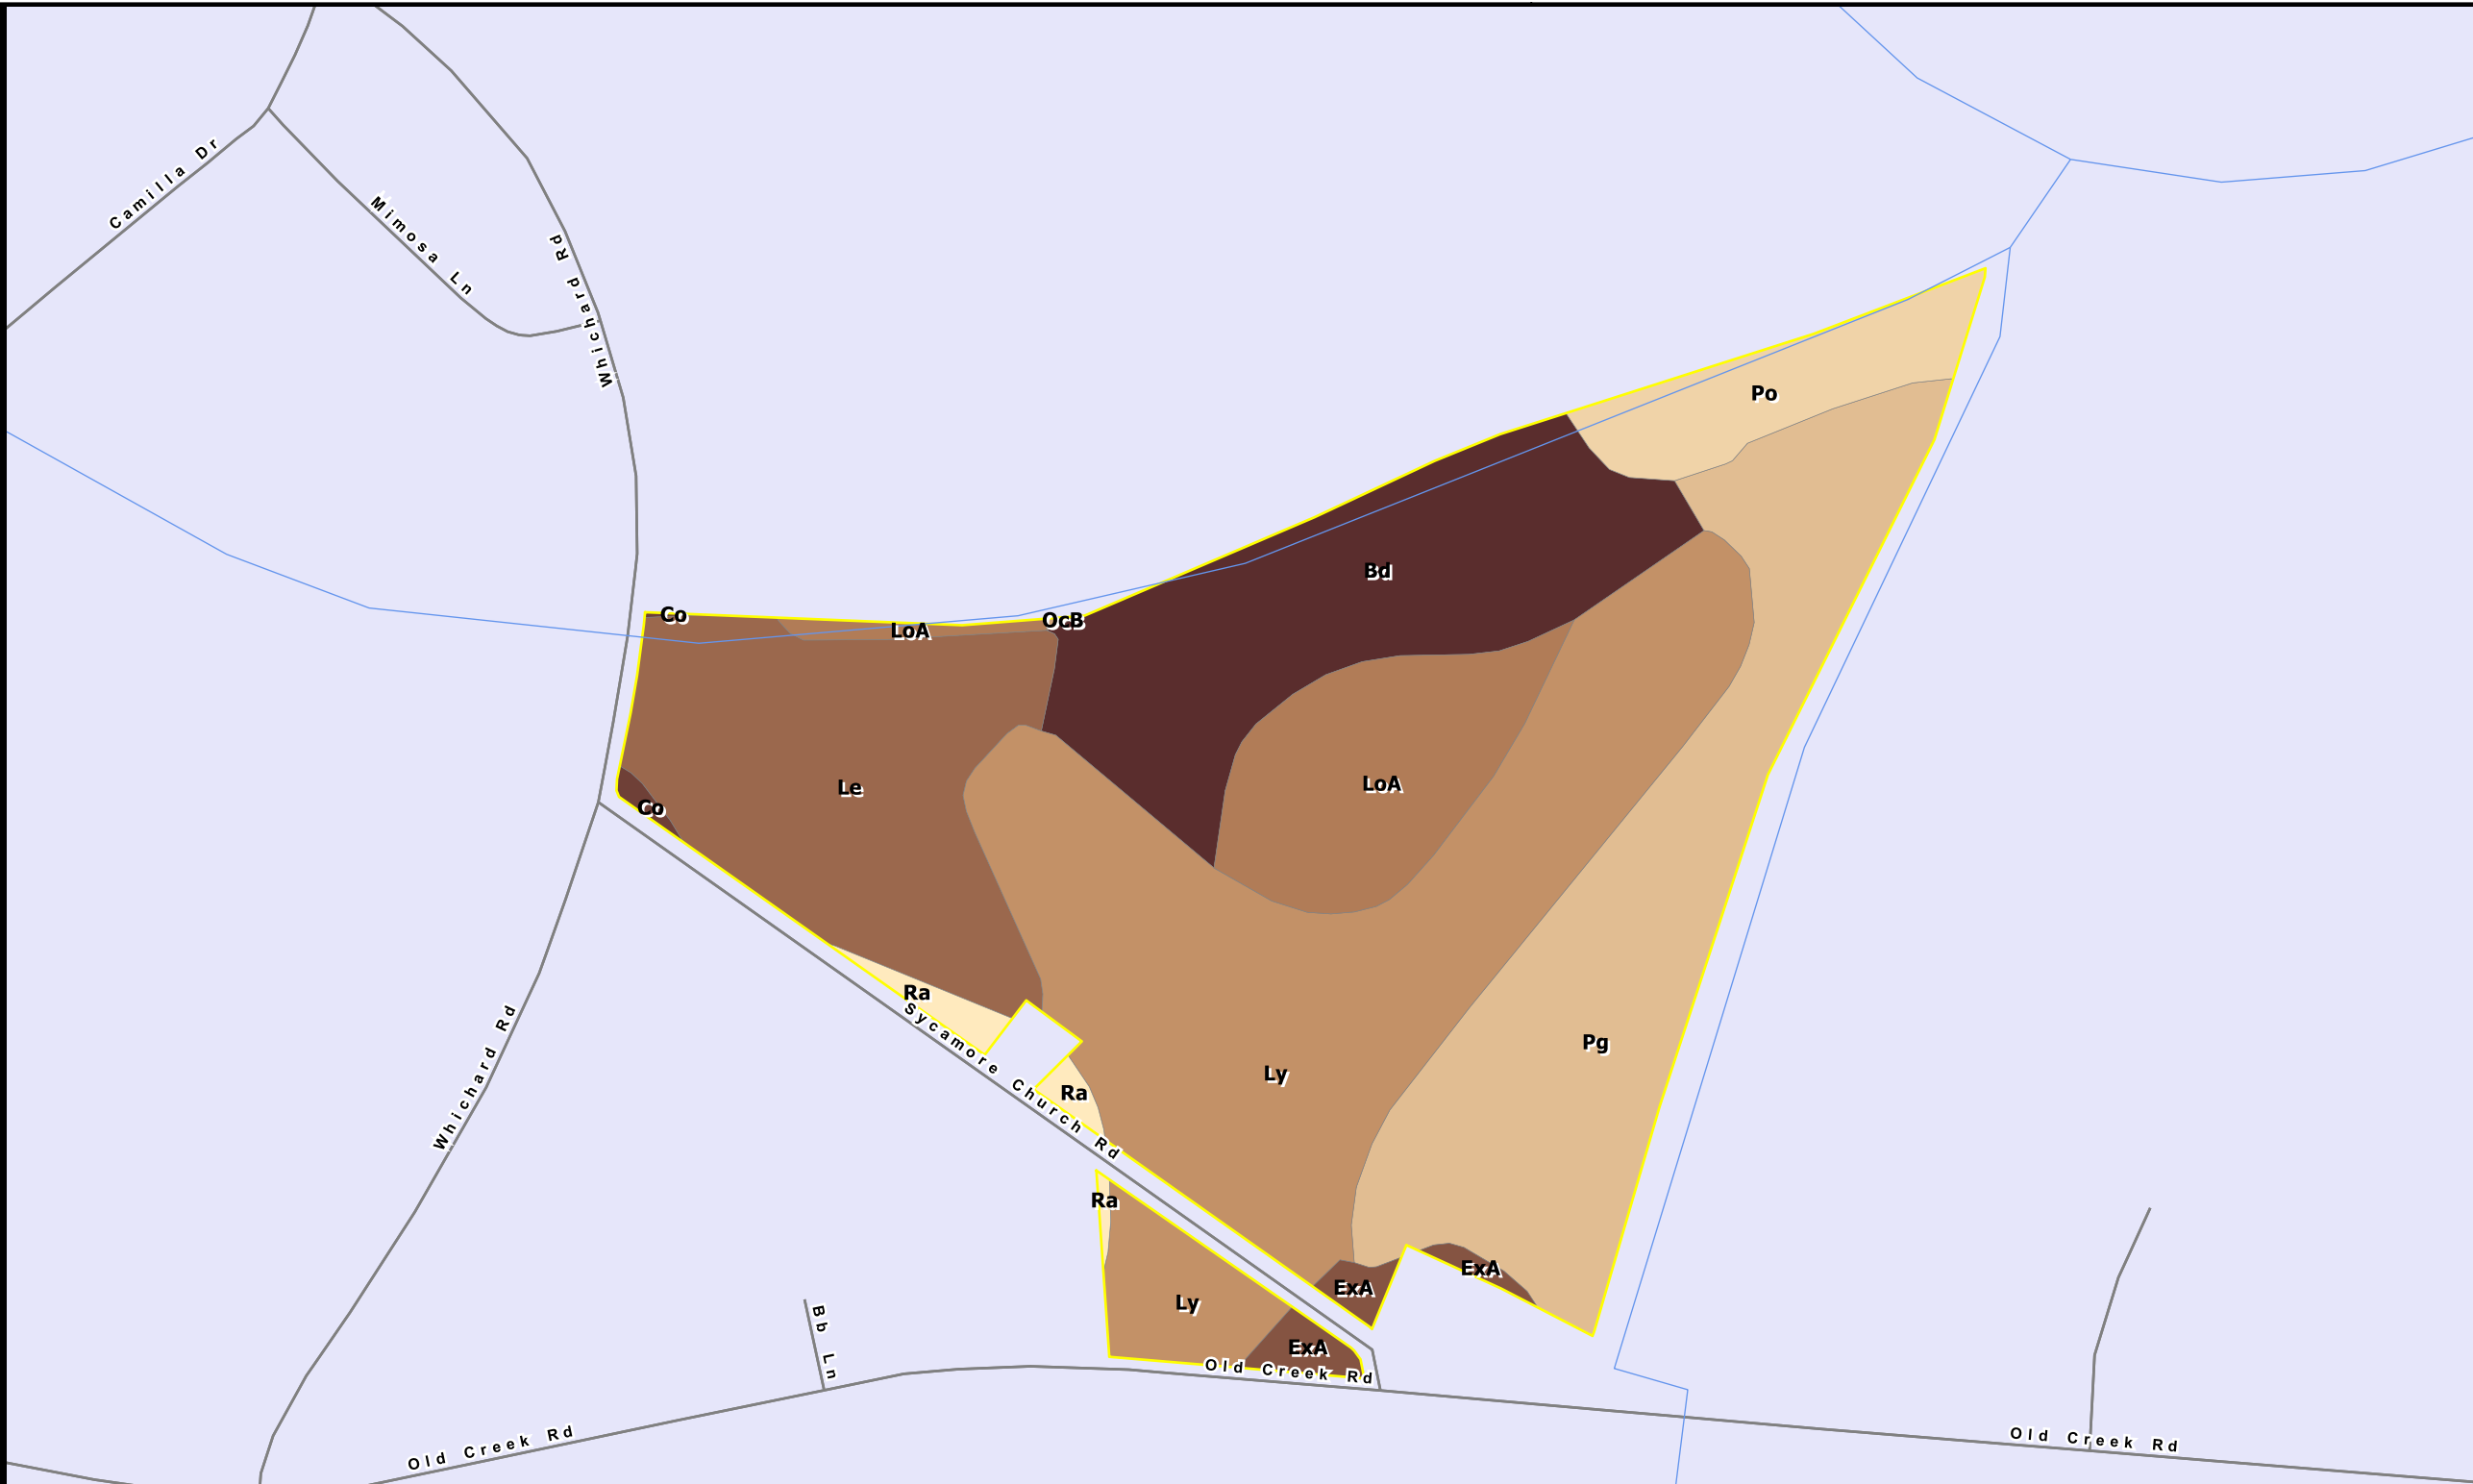 Camilla Dr
Mimosa Ln
Whichard Rd
Po
Bd
Co
LoA
OcB
Le
LoA
Co
Ra
Sycamore Church Rd
Pg
Ly
Ra
Whichard Rd
Ra
ExA
ExA
Ly
ExA
Bb Ln
Old Creek Rd
Old Creek Rd
Old Creek Rd